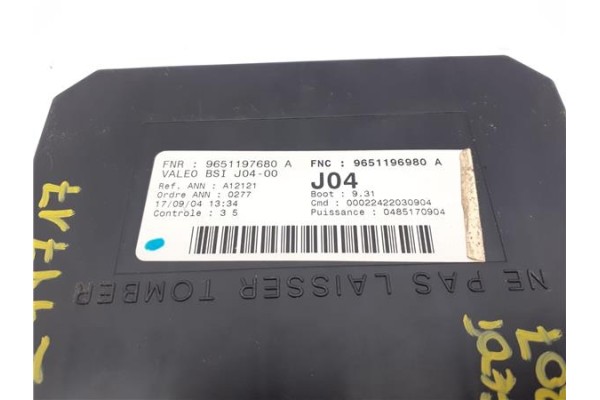 FNR : 9651197680 A FNC : 9651196980 A
VALEO BSI J04-00 J04
Ref. ANN : A12121 Boot : 9.31
Ordre ANN : 0277 Cmd : 00022422030904
17/09/04 13:34 Puissance : 0485170904
Contrôle : 3 5
NE PAS LAISSER TOMBER